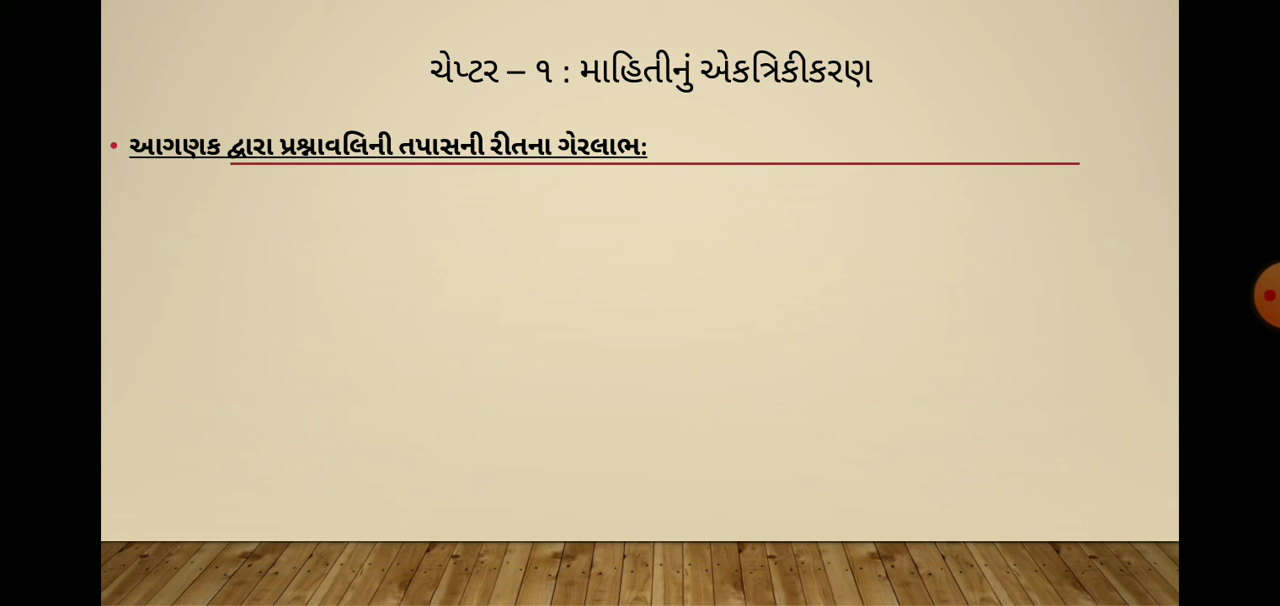 ચેપ્ટર – ૧ : માહિતીનું એકત્રિકીકરણ
• આગણક દ્વારા પ્રશ્નાવલિની તપાસની રીતના ગેરલાભ: